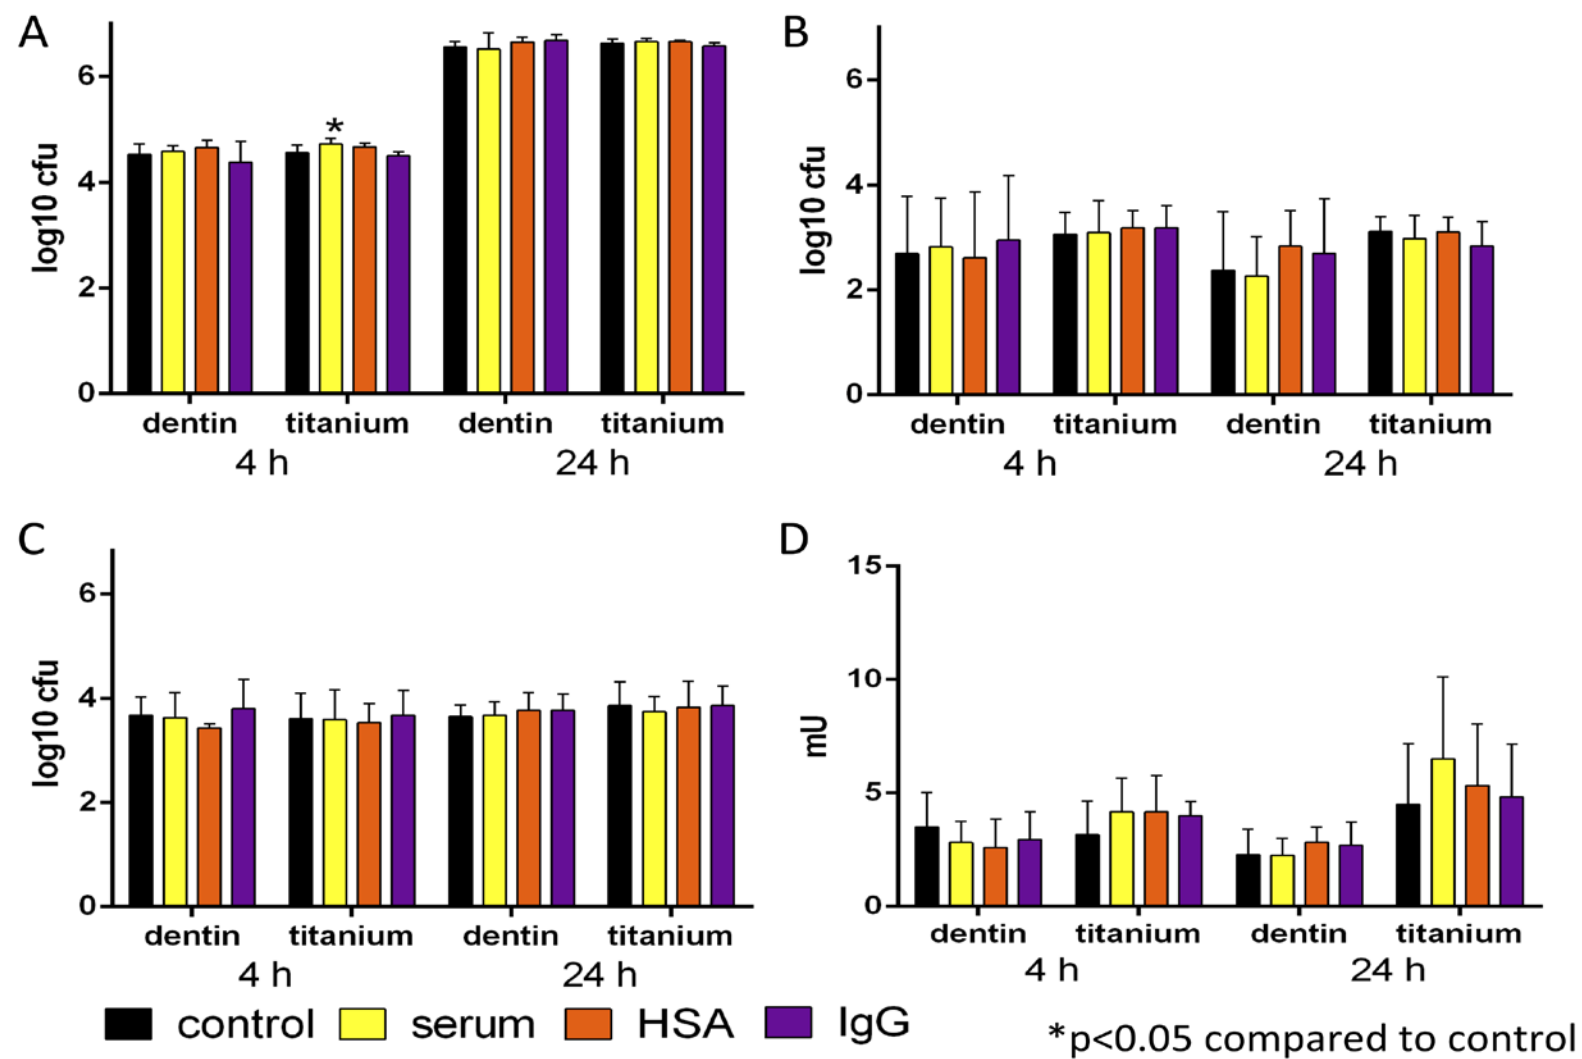 A
6
4
2
0
log10 cfu
*
dentin titanium dentin titanium
4 h 24 h
B
6
4
2
0
log10 cfu
dentin titanium dentin titanium
4 h 24 h
C
6
4
2
0
log10 cfu
dentin titanium dentin titanium
4 h 24 h
D
15
10
5
0
mU
dentin titanium dentin titanium
4 h 24 h
control serum HSA IgG
*p<0.05 compared to control